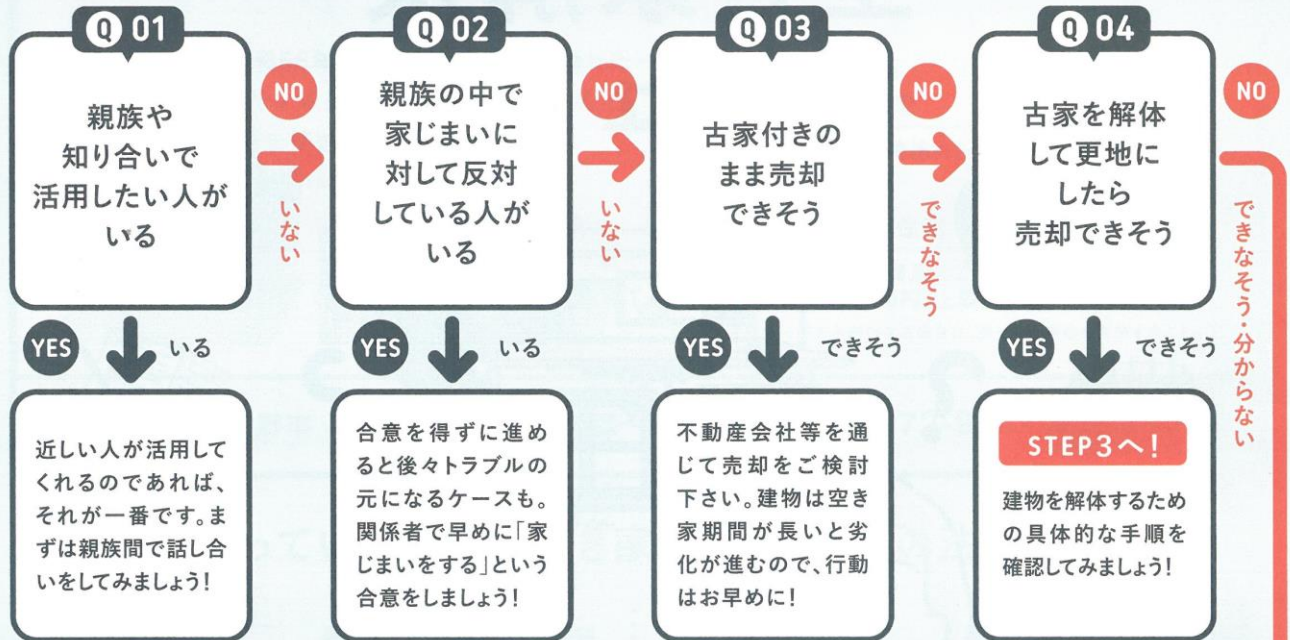 Q 01
親族や
知り合いで
活用したい人が
いる
NO
いない
YES
いる
近しい人が活用して
くれるのであれば、
それが一番です。ま
ずは親族間で話し合
いをしてみましょう!
Q 02
親族の中で
家じまいに
対して反対
している人が
いる
NO
いない
YES
いる
合意を得ずに進め
ると後々トラブルの
元になるケースも。
関係者で早めに「家
じまいをする」という
合意をしましょう!
Q 03
古家付きの
まま売却
できそう
NO
できなそう
YES
できそう
不動産会社等を通
じて売却をご検討
下さい。建物は空き
家期間が長いと劣
化が進むので、行動
はお早めに!
Q 04
古家を解体
して更地に
したら
売却できそう
NO
できなそう・分からない
YES
できそう
STEP3へ!
建物を解体するため
の具体的な手順を
確認してみましょう!